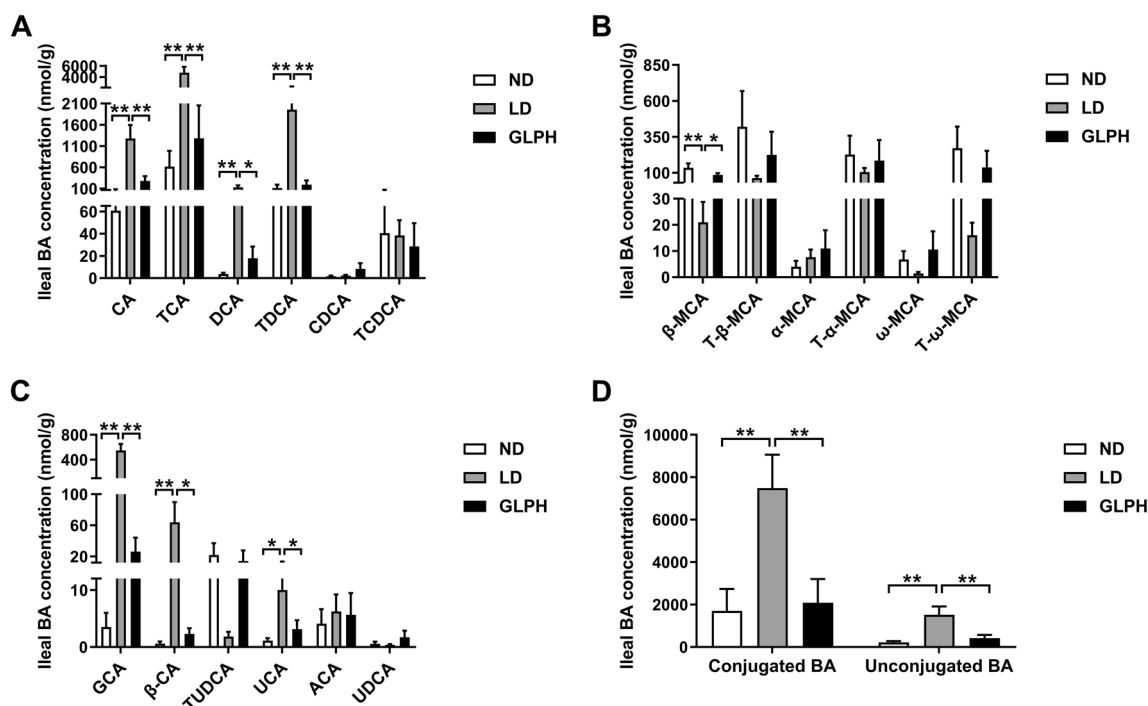 A
Ileal BA concentration (nmol/g)
6000
4000
2100
1600
1100
600
100
60
40
20
0
** **
** **
** *
** **
CA
TCA
DCA
TDCA
CDCA
TCDCA
ND
LD
GLPH
B
Ileal BA concentration (nmol/g)
850
600
350
100
30
20
10
0
** *
β-MCA
T-β-MCA
α-MCA
T-α-MCA
ω-MCA
T-ω-MCA
ND
LD
GLPH
C
Ileal BA concentration (nmol/g)
800
400
100
60
20
10
0
** **
** *
* *
GCA
β-CA
TUDCA
UCA
ACA
UDCA
ND
LD
GLPH
D
Ileal BA concentration (nmol/g)
10000
8000
6000
4000
2000
0
** **
** **
Conjugated BA
Unconjugated BA
ND
LD
GLPH